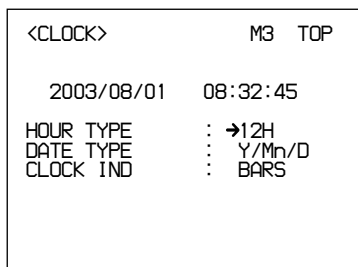 <CLOCK> M3 TOP
2003/08/01 08:32:45
HOUR TYPE : →12H
DATE TYPE : Y/Mn/D
CLOCK IND : BARS